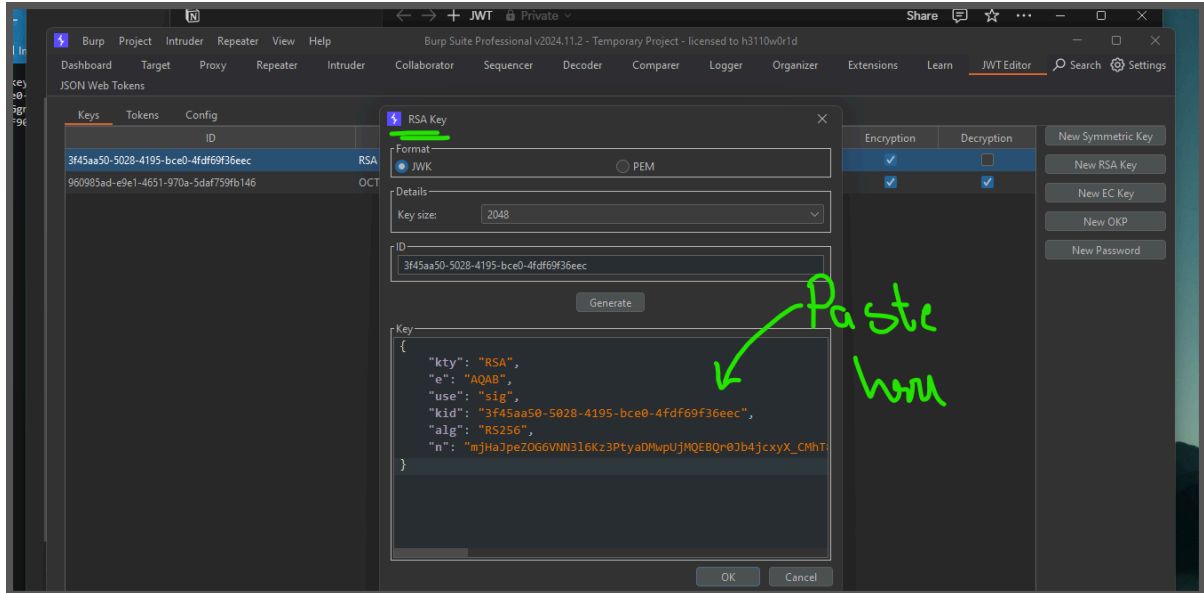 JWT Private
Share
Burp Project Intruder Repeater View Help
Burp Suite Professional v2024.11.2 - Temporary Project - licensed to h3110w0r1d
Dashboard Target Proxy Repeater Intruder Collaborator Sequencer Decoder Comparer Logger Organizer Extensions Learn JWT Editor Search Settings
JSON Web Tokens
Keys Tokens Config
RSA Key
ID
Encryption Decryption
New Symmetric Key
3f45aa50-5028-4195-bce0-4fdf69f36eec RSA
960985ad-e9e1-4651-970a-5daf759fb146 OCT
Format
JWK PEM
Details
Key size: 2048
ID
3f45aa50-5028-4195-bce0-4fdf69f36eec
Generate
New RSA Key
New EC Key
New OKP
New Password
Paste
Key
{
"kty": "RSA",
"e": "AQAB",
"use": "sig",
"kid": "3f45aa50-5028-4195-bce0-4fdf69f36eec",
"alg": "RS256",
"n": "mjHaJpeZOG6VNN3l6Kz3PtyaDMwpUjMQEBQr0Jb4jcxyX_CMhT
}
OK Cancel